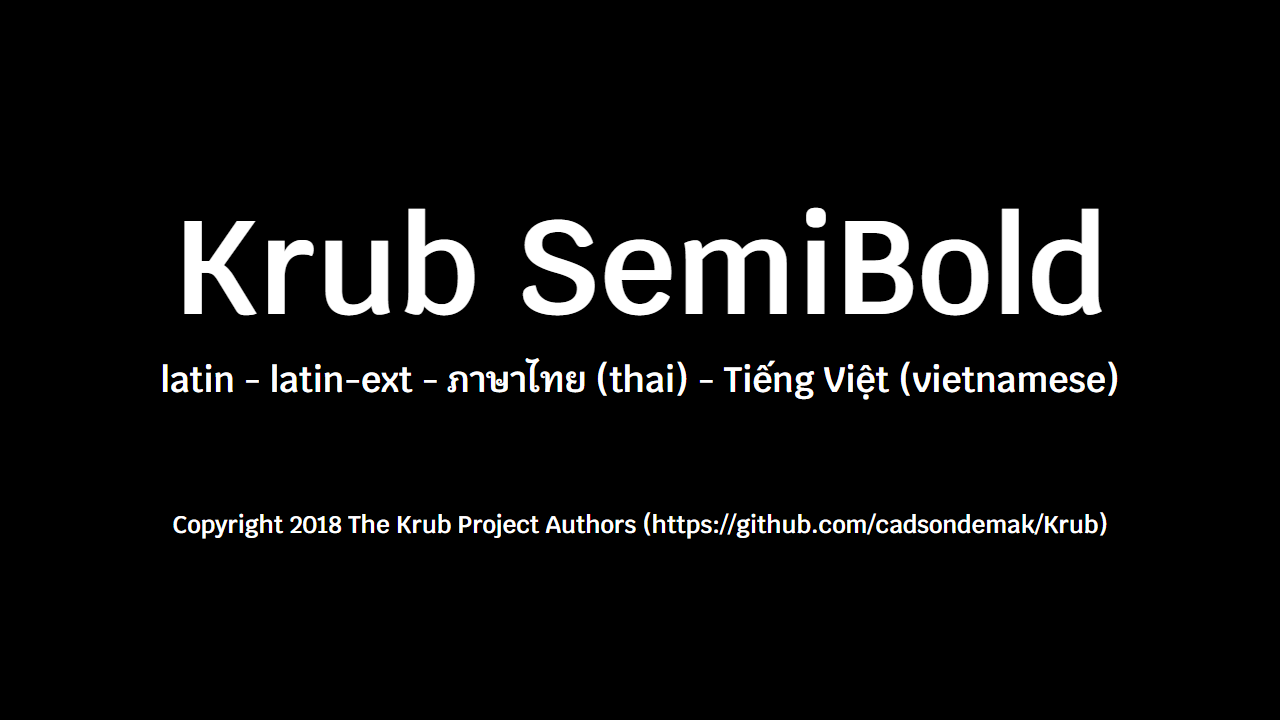 Krub SemiBold
latin - latin-ext - ภาษาไทย (thai) - Tiếng Việt (vietnamese)
Copyright 2018 The Krub Project Authors (https://github.com/cadsondemak/Krub)